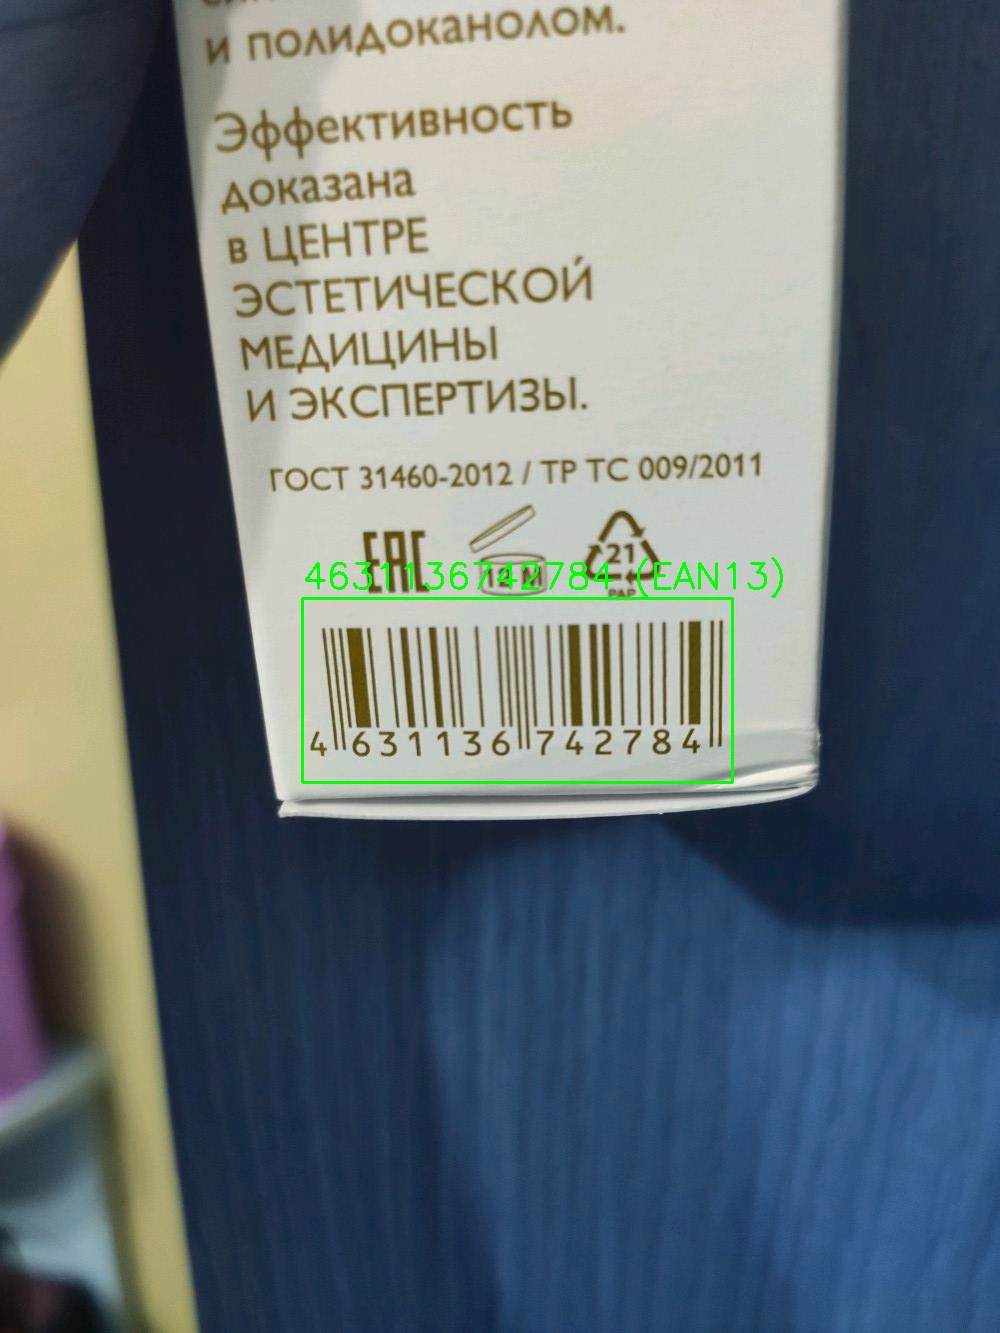 и полидоканолом.
Эффективность
доказана
в ЦЕНТРЕ
ЭСТЕТИЧЕСКОЙ
МЕДИЦИНЫ
И ЭКСПЕРТИЗЫ.
ГОСТ 31460-2012 / ТР ТС 009/2011
EAC 12 M 21
PAP
4631136742784 (EAN13)
4 631136 742784